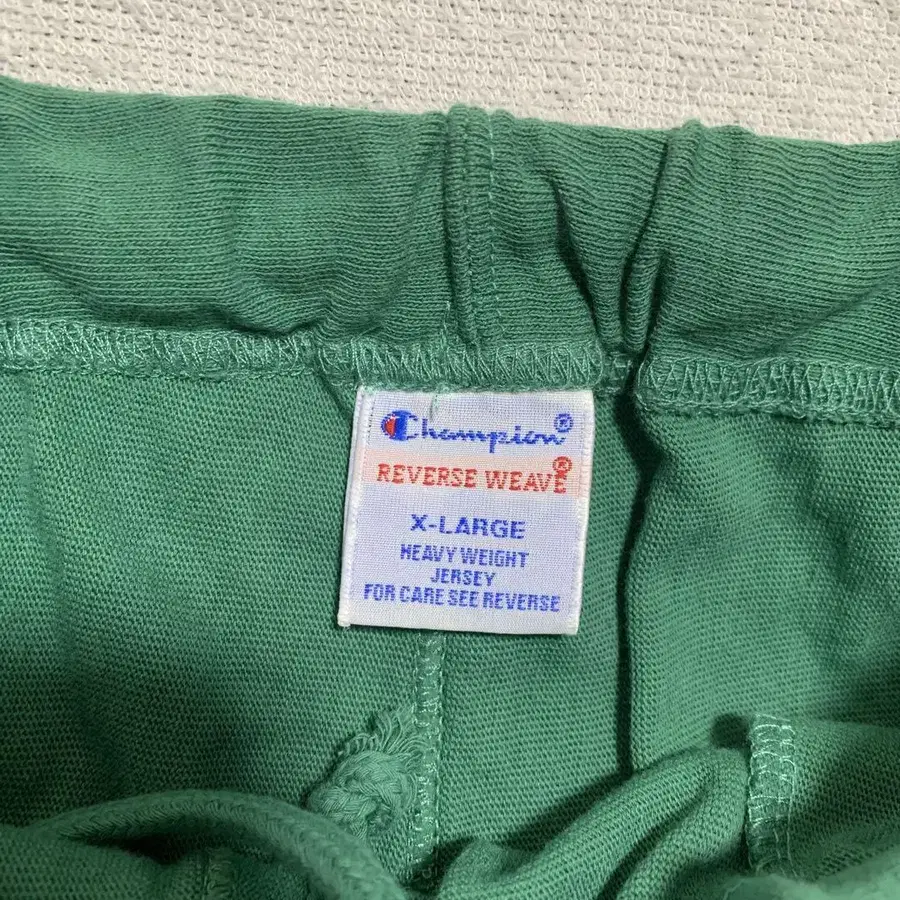 Champion®
REVERSE WEAVE®
X-LARGE
HEAVY WEIGHT
JERSEY
FOR CARE SEE REVERSE